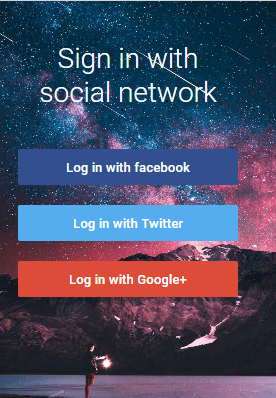 Sign in with
social network
Log in with facebook
Log in with Twitter
Log in with Google+